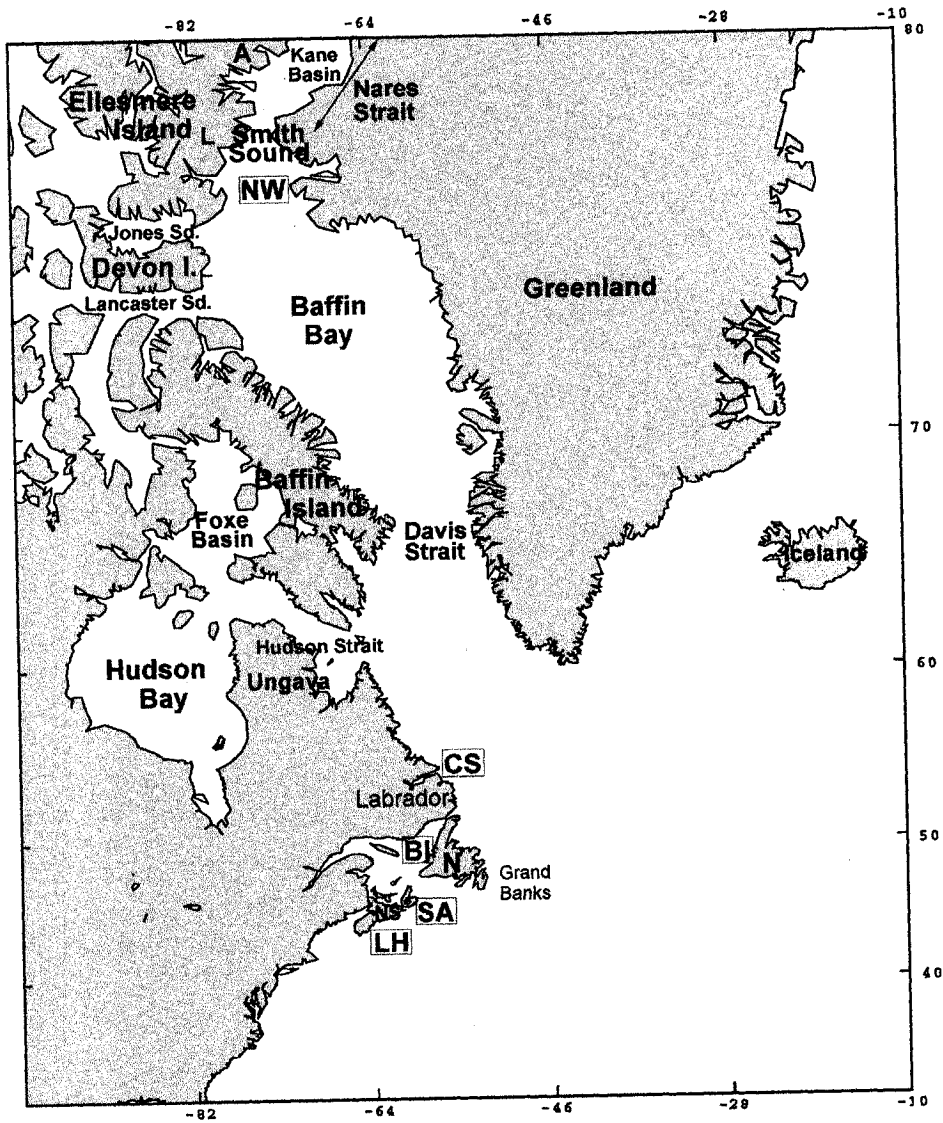 -82 -64 -46 -28 -10
80
A
Kane
Basin
Nares
Strait
Ellesmere
Island
L
Smith
Sound
NW
Jones Sd.
Devon I.
Lancaster Sd.
Baffin
Bay
Greenland
70
Baffin
Island
Foxe
Basin
Davis
Strait
Iceland
Hudson Strait
Ungava
Hudson
Bay
60
CS
Labrador
50
BI
N
Grand
Banks
NS
SA
LH
40
-82 -64 -46 -28 -10